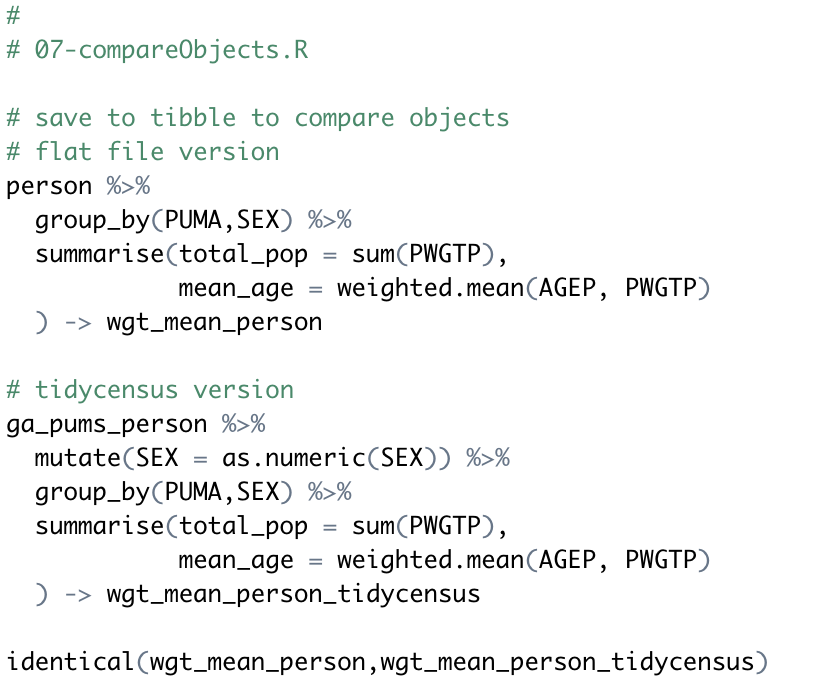 #
# 07-compareObjects.R
# save to tibble to compare objects
# flat file version
person %>%
  group_by(PUMA,SEX) %>%
  summarise(total_pop = sum(PWGTP),
            mean_age = weighted.mean(AGEP, PWGTP)
  ) -> wgt_mean_person
# tidycensus version
ga_pums_person %>%
  mutate(SEX = as.numeric(SEX)) %>%
  group_by(PUMA,SEX) %>%
  summarise(total_pop = sum(PWGTP),
            mean_age = weighted.mean(AGEP, PWGTP)
  ) -> wgt_mean_person_tidycensus
identical(wgt_mean_person,wgt_mean_person_tidycensus)